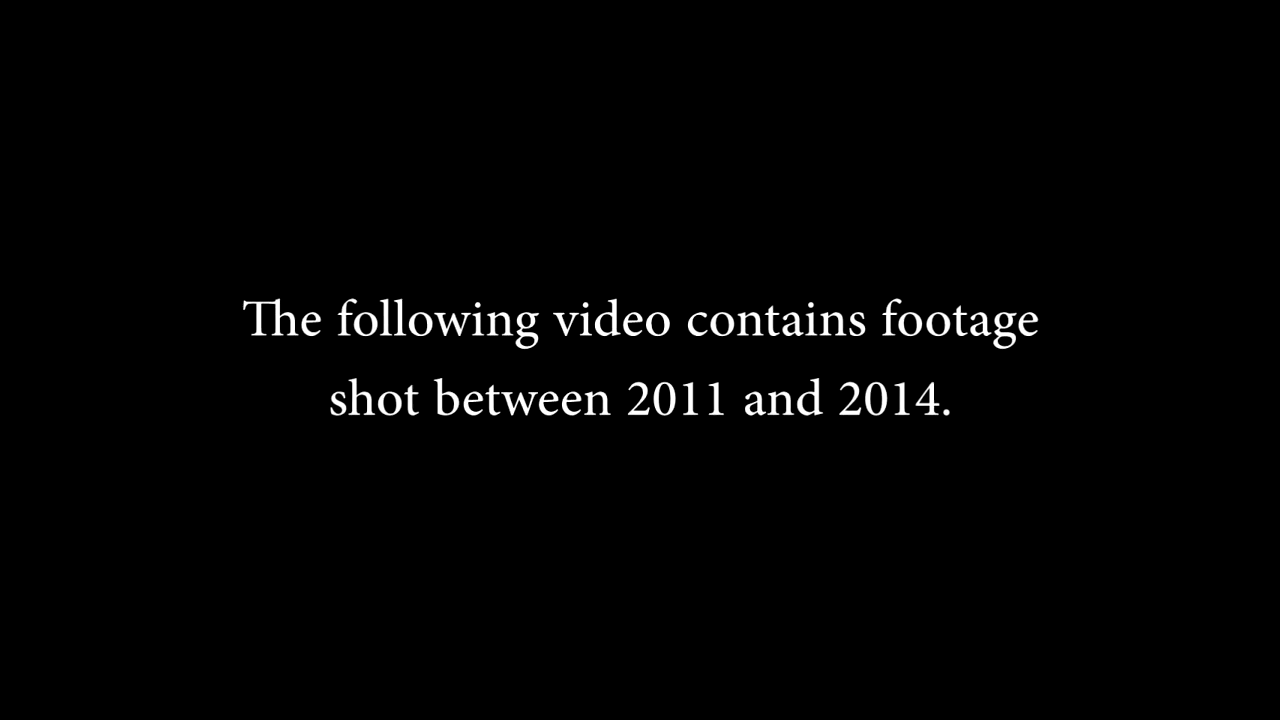 The following video contains footage
shot between 2011 and 2014.